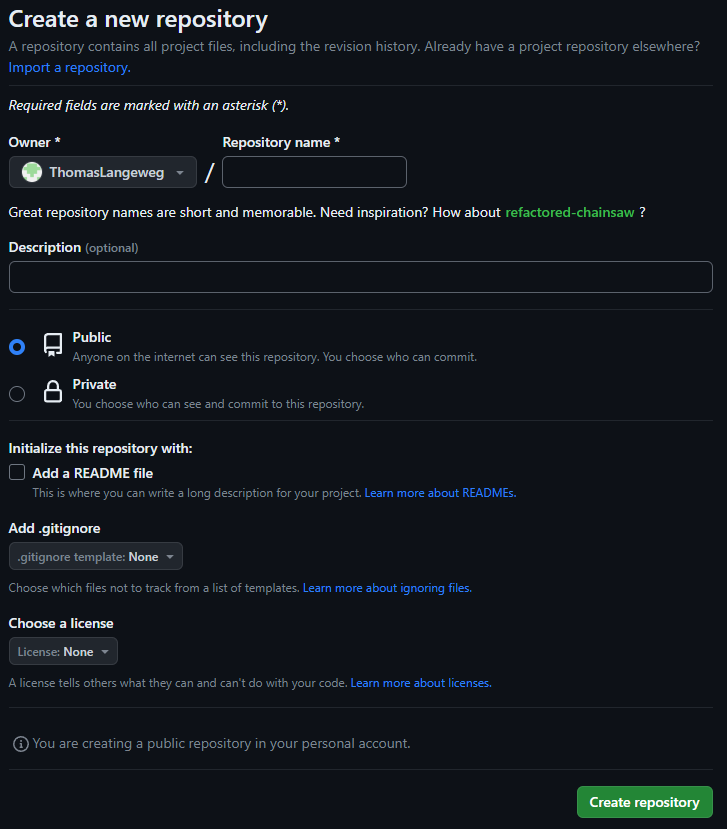 Create a new repository
A repository contains all project files, including the revision history. Already have a project repository elsewhere?
Import a repository.
Required fields are marked with an asterisk (*).
Owner * Repository name *
ThomasLangeweg /
Great repository names are short and memorable. Need inspiration? How about refactored-chainsaw ?
Description (optional)
Public
Anyone on the internet can see this repository. You choose who can commit.
Private
You choose who can see and commit to this repository.
Initialize this repository with:
Add a README file
This is where you can write a long description for your project. Learn more about READMEs.
Add .gitignore
.gitignore template: None
Choose which files not to track from a list of templates. Learn more about ignoring files.
Choose a license
License: None
A license tells others what they can and can't do with your code. Learn more about licenses.
You are creating a public repository in your personal account.
Create repository